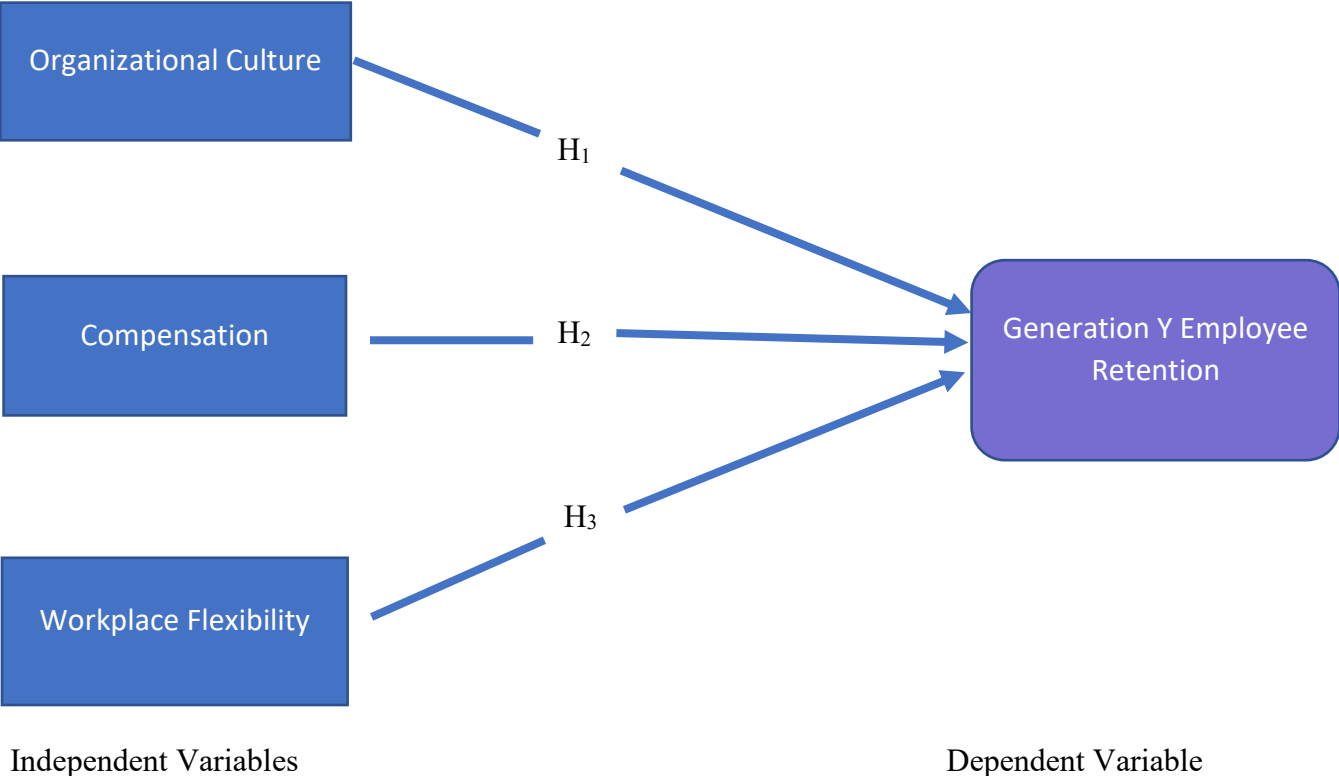 Organizational Culture
H₁
Compensation
H₂
Generation Y Employee
Retention
H₃
Workplace Flexibility
Independent Variables
Dependent Variable